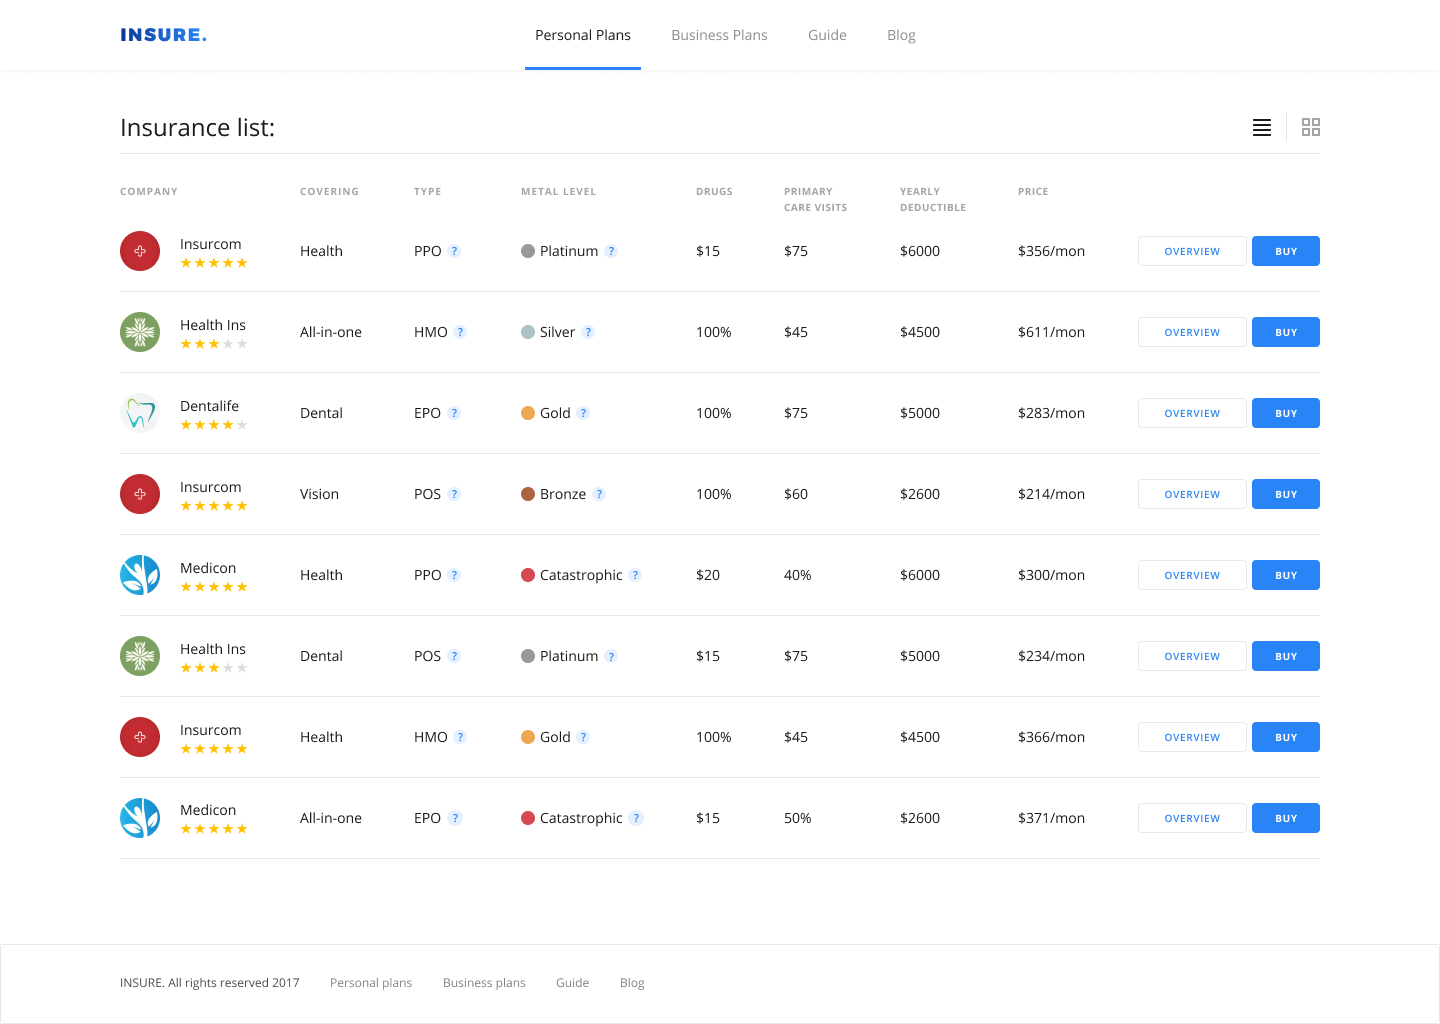 INSURE.
Personal Plans
Business Plans
Guide
Blog
Insurance list:
COMPANY
COVERING
TYPE
METAL LEVEL
DRUGS
PRIMARY
CARE VISITS
YEARLY
DEDUCTIBLE
PRICE
Insurcom
Health
PPO ?
Platinum ?
$15
$75
$6000
$356/mon
OVERVIEW
BUY
Health Ins
All-in-one
HMO ?
Silver ?
100%
$45
$4500
$611/mon
OVERVIEW
BUY
Dentalife
Dental
EPO ?
Gold ?
100%
$75
$5000
$283/mon
OVERVIEW
BUY
Insurcom
Vision
POS ?
Bronze ?
100%
$60
$2600
$214/mon
OVERVIEW
BUY
Medicon
Health
PPO ?
Catastrophic ?
$20
40%
$6000
$300/mon
OVERVIEW
BUY
Health Ins
Dental
POS ?
Platinum ?
$15
$75
$5000
$234/mon
OVERVIEW
BUY
Insurcom
Health
HMO ?
Gold ?
100%
$45
$4500
$366/mon
OVERVIEW
BUY
Medicon
All-in-one
EPO ?
Catastrophic ?
$15
50%
$2600
$371/mon
OVERVIEW
BUY
INSURE. All rights reserved 2017
Personal plans
Business plans
Guide
Blog